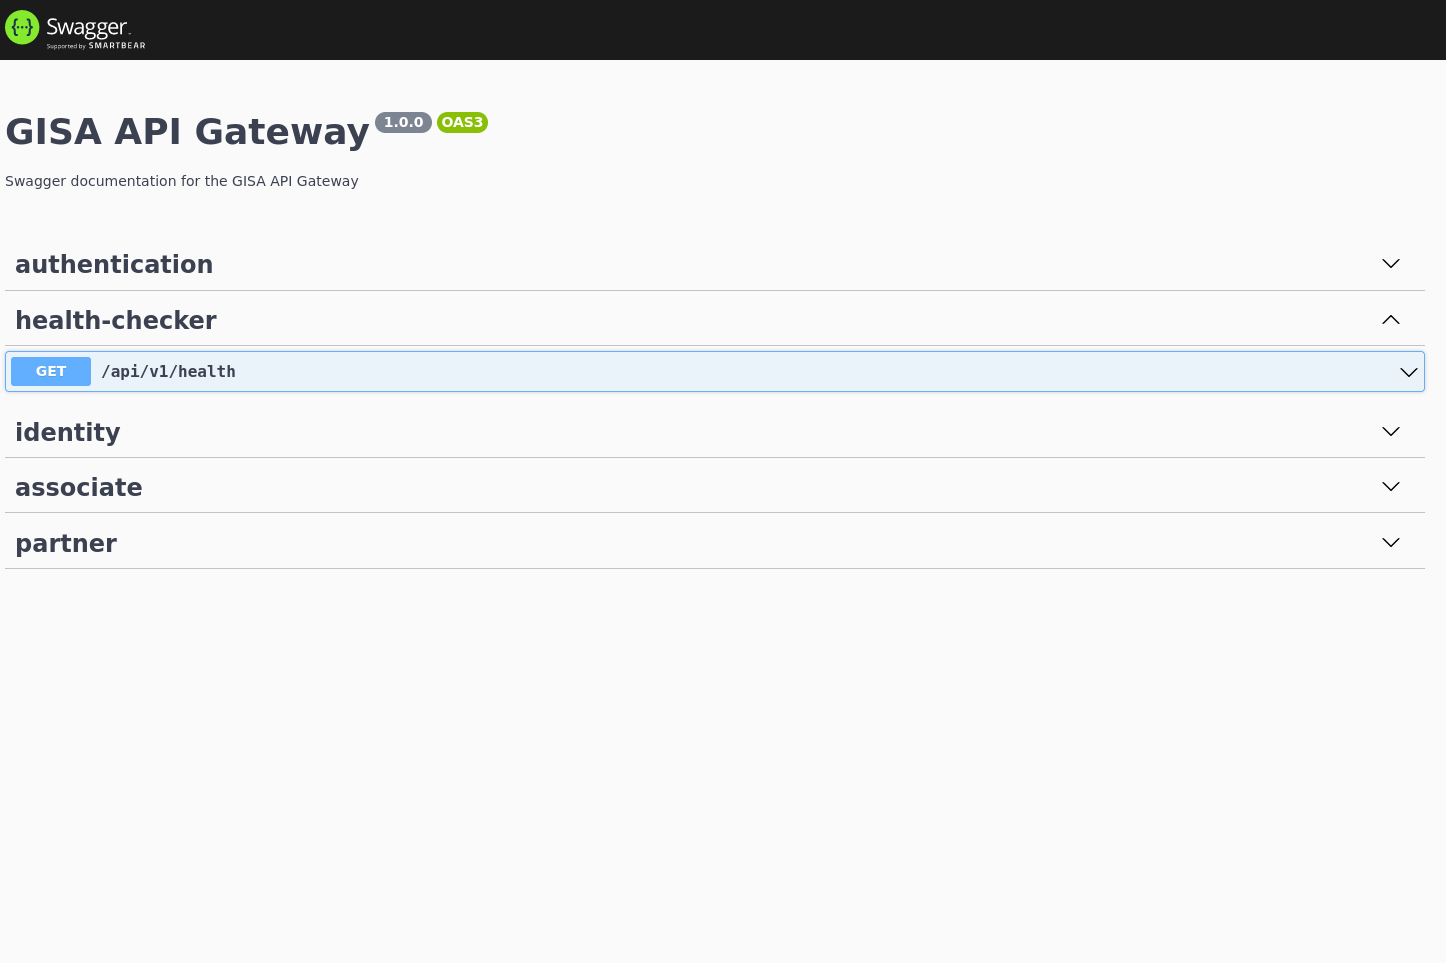 Swagger
Supported by SMARTBEAR
GISA API Gateway 1.0.0 OAS3
Swagger documentation for the GISA API Gateway
authentication
health-checker
GET /api/v1/health
identity
associate
partner